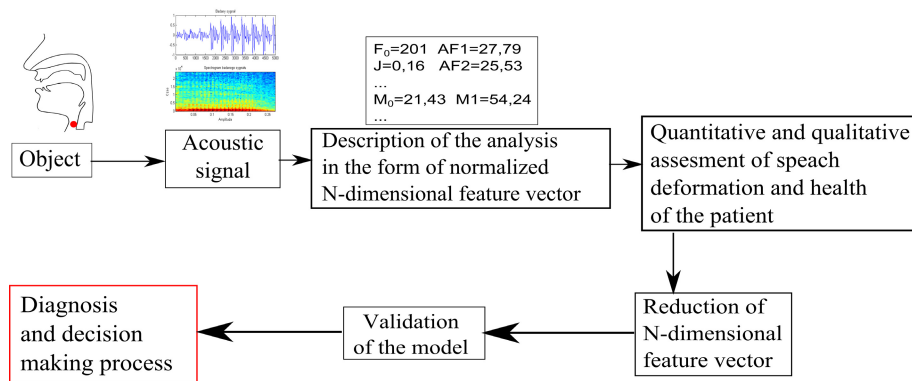 Badany sygnał
F₀=201 AF1=27,79
J=0,16 AF2=25,53
...
M₀=21,43 M1=54,24
...
Object
Acoustic
signal
Description of the analysis
in the form of normalized
N-dimensional feature vector
Quantitative and qualitative
assesment of speach
deformation and health
of the patient
Reduction of
N-dimensional
feature vector
Validation
of the model
Diagnosis
and decision
making process